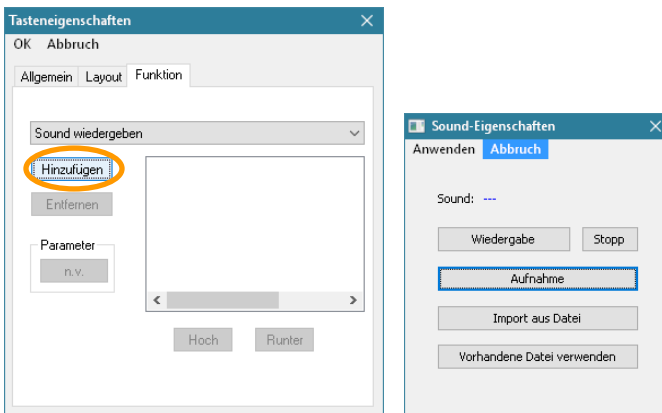 Tasteneigenschaften
OK Abbruch
Allgemein Layout Funktion
Sound wiedergeben
Hinzufügen
Entfernen
Parameter
n.v.
Hoch Runter
Sound-Eigenschaften
Anwenden Abbruch
Sound: ---
Wiedergabe Stopp
Aufnahme
Import aus Datei
Vorhandene Datei verwenden